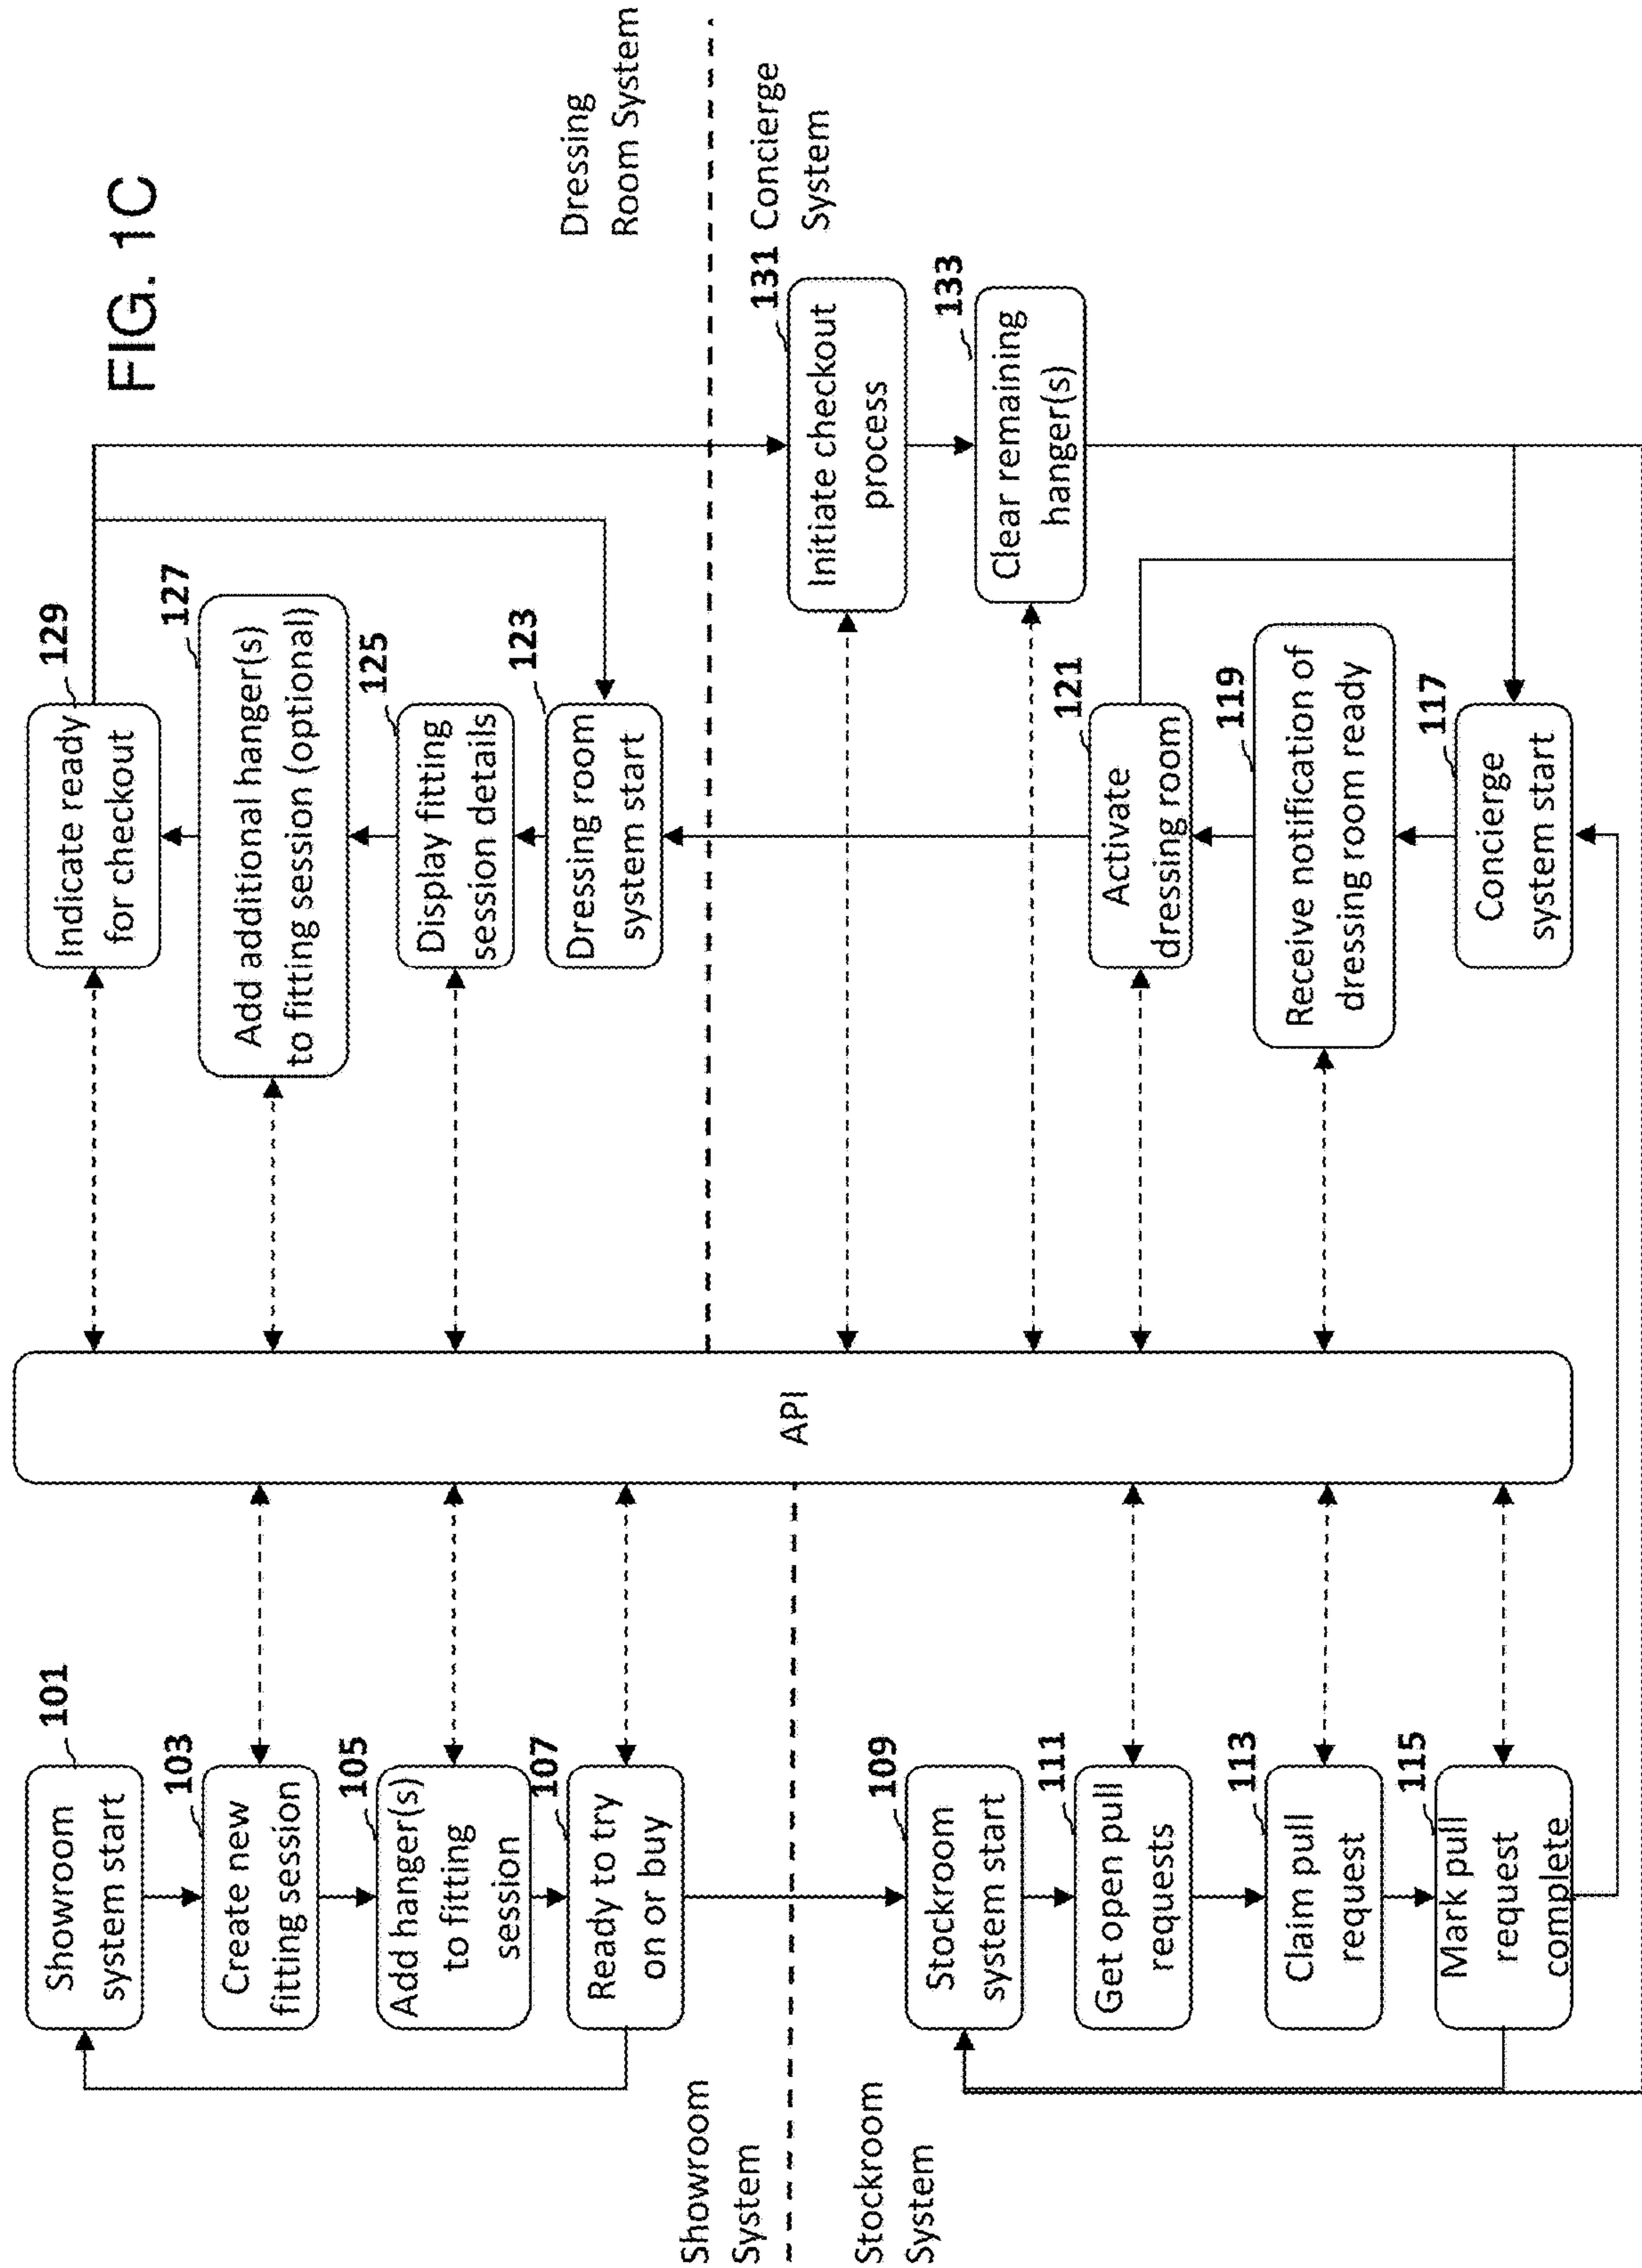 FIG. 1C
Showroom
system start
101
Create new
fitting session
103
Add hanger(s)
to fitting
session
105
Ready to try
on or buy
107
Showroom
System
Stockroom
System
Stockroom
system start
109
Get open pull
requests
111
Claim pull
request
113
Mark pull
request
complete
115
API
Indicate ready
for checkout
129
Add additional hanger(s)
to fitting session (optional)
127
Display fitting
session details
125
Dressing room
system start
123
Dressing
Room System
Concierge
System
Initiate checkout
process
131
Clear remaining
hanger(s)
133
Activate
dressing room
121
Receive notification of
dressing room ready
119
Concierge
system start
117